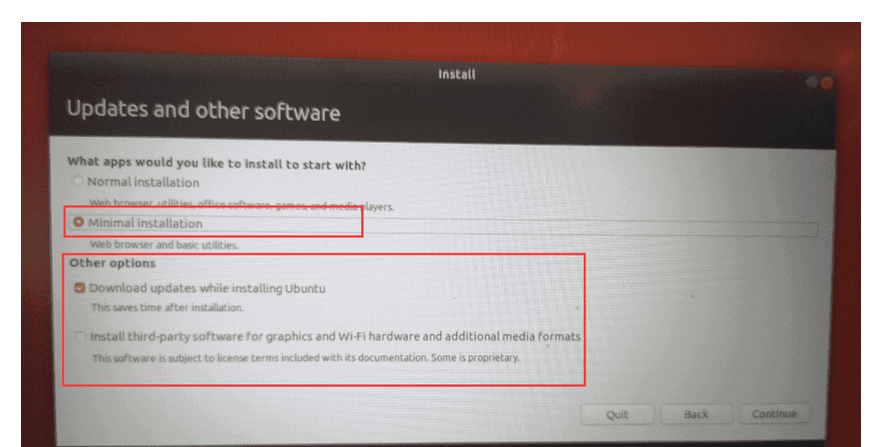 Install
Updates and other software
What apps would you like to install to start with?
Normal installation
Web browser, utilities, office software, games, and media players.
Minimal installation
Web browser and basic utilities.
Other options
Download updates while installing Ubuntu
This saves time after installation.
Install third-party software for graphics and Wi-Fi hardware and additional media formats
This software is subject to license terms included with its documentation. Some is proprietary.
Quit Back Continue